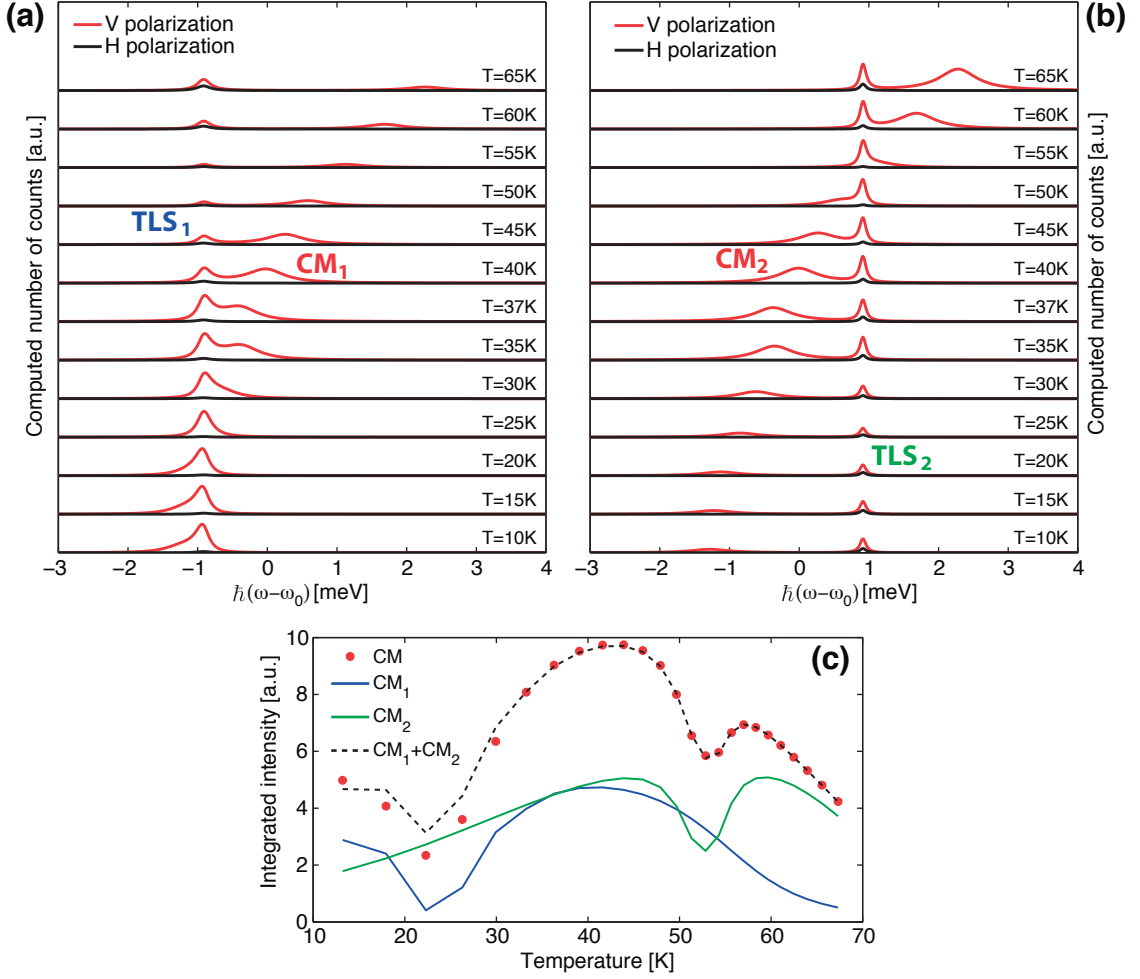 (a)
V polarization
H polarization
T=65K
T=60K
T=55K
T=50K
T=45K
T=40K
T=37K
T=35K
T=30K
T=25K
T=20K
T=15K
T=10K
TLS1
CM1
Computed number of counts [a.u.]
−3 −2 −1 0 1 2 3 4
ħ(ω−ω0) [meV]
(b)
V polarization
H polarization
T=65K
T=60K
T=55K
T=50K
T=45K
T=40K
T=37K
T=35K
T=30K
T=25K
T=20K
T=15K
T=10K
CM2
TLS2
Computed number of counts [a.u.]
−3 −2 −1 0 1 2 3 4
ħ(ω−ω0) [meV]
(c)
CM
CM1
CM2
CM1+CM2
Integrated intensity [a.u.]
10
8
6
4
2
0
10 20 30 40 50 60 70
Temperature [K]